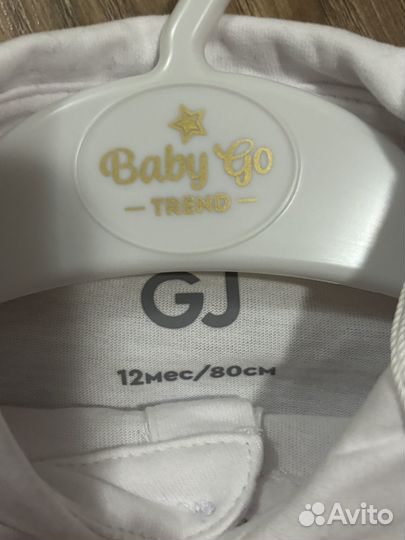 Baby Go
— TREND —
GJ
12мес/80см
Avito